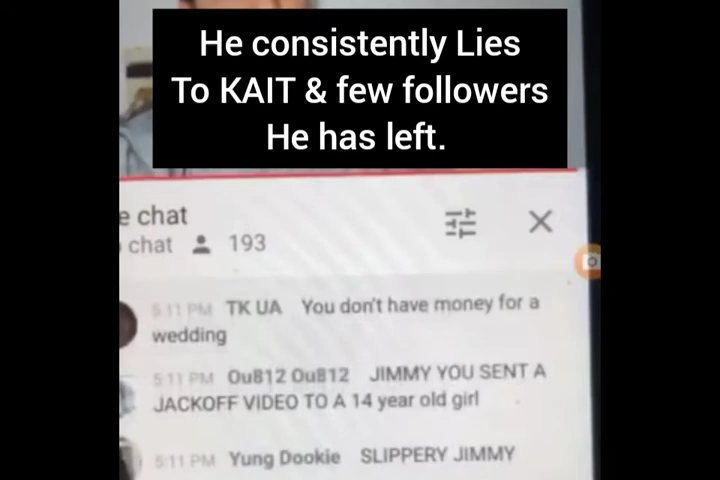 He consistently Lies
To KAIT & few followers
He has left.
e chat
chat 193
5:11 PM TK UA You don't have money for a
wedding
5:11 PM Ou812 Ou812 JIMMY YOU SENT A
JACKOFF VIDEO TO A 14 year old girl
5:11 PM Yung Dookie SLIPPERY JIMMY